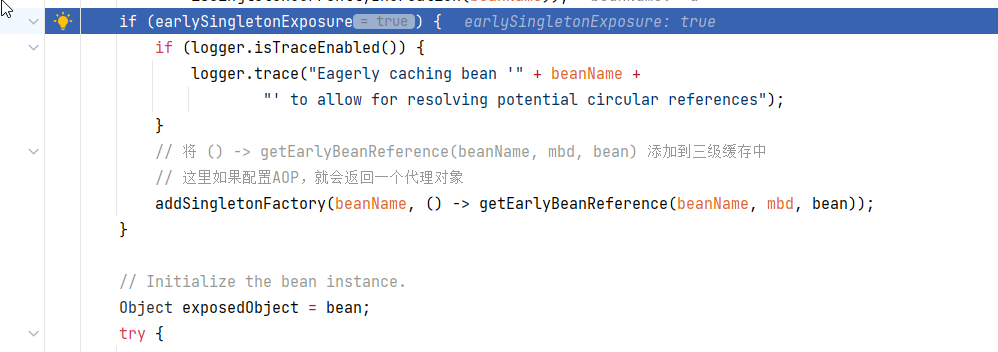 if (earlySingletonExposure = true ) { earlySingletonExposure: true
if (logger.isTraceEnabled()) {
logger.trace("Eagerly caching bean '" + beanName +
"' to allow for resolving potential circular references");
}
// 将 () -> getEarlyBeanReference(beanName, mbd, bean) 添加到三级缓存中
// 这里如果配置AOP，就会返回一个代理对象
addSingletonFactory(beanName, () -> getEarlyBeanReference(beanName, mbd, bean));
}
// Initialize the bean instance.
Object exposedObject = bean;
try {